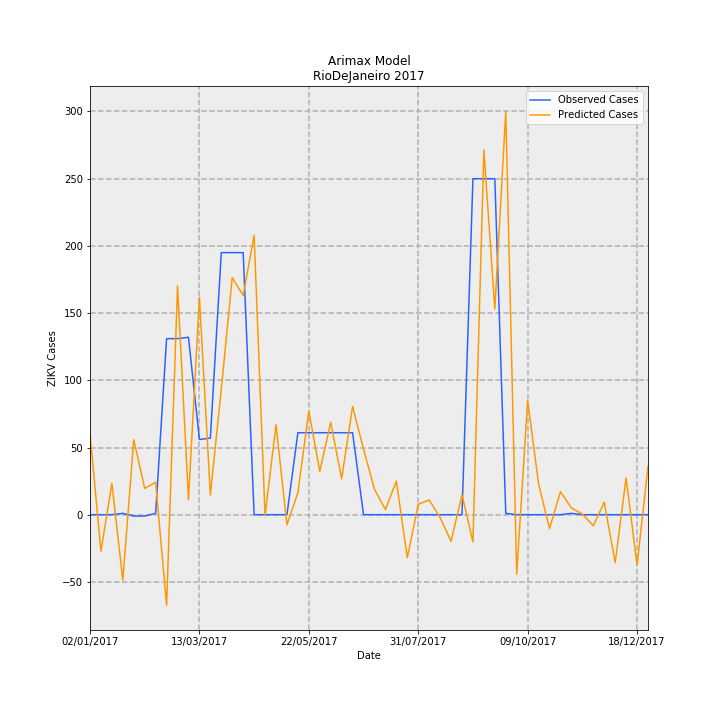 Arimax Model
RioDeJaneiro 2017
Observed Cases
Predicted Cases
300
250
200
150
100
50
0
−50
ZIKV Cases
02/01/2017 13/03/2017 22/05/2017 31/07/2017 09/10/2017 18/12/2017
Date